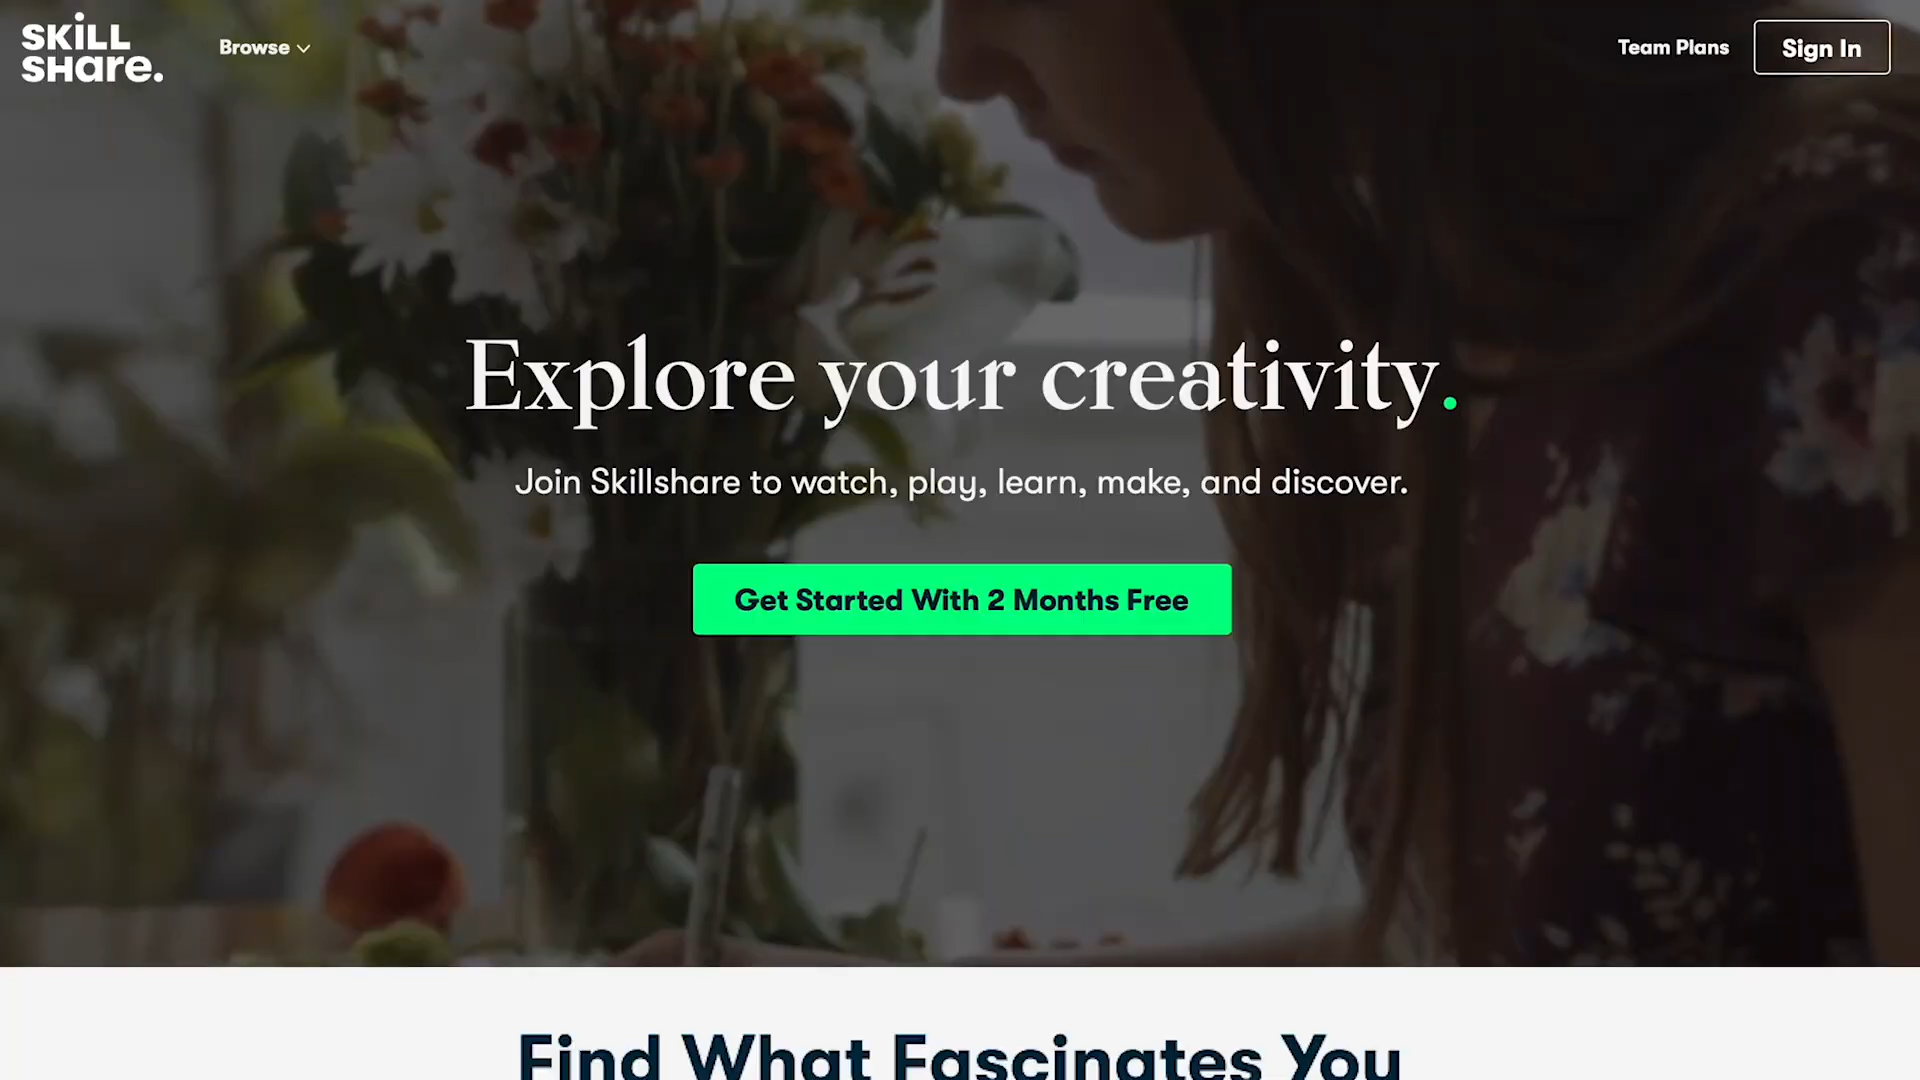 SKiLL
SHare.
Browse
Team Plans
Sign In
Explore your creativity.
Join Skillshare to watch, play, learn, make, and discover.
Get Started With 2 Months Free
Find What Fascinates You